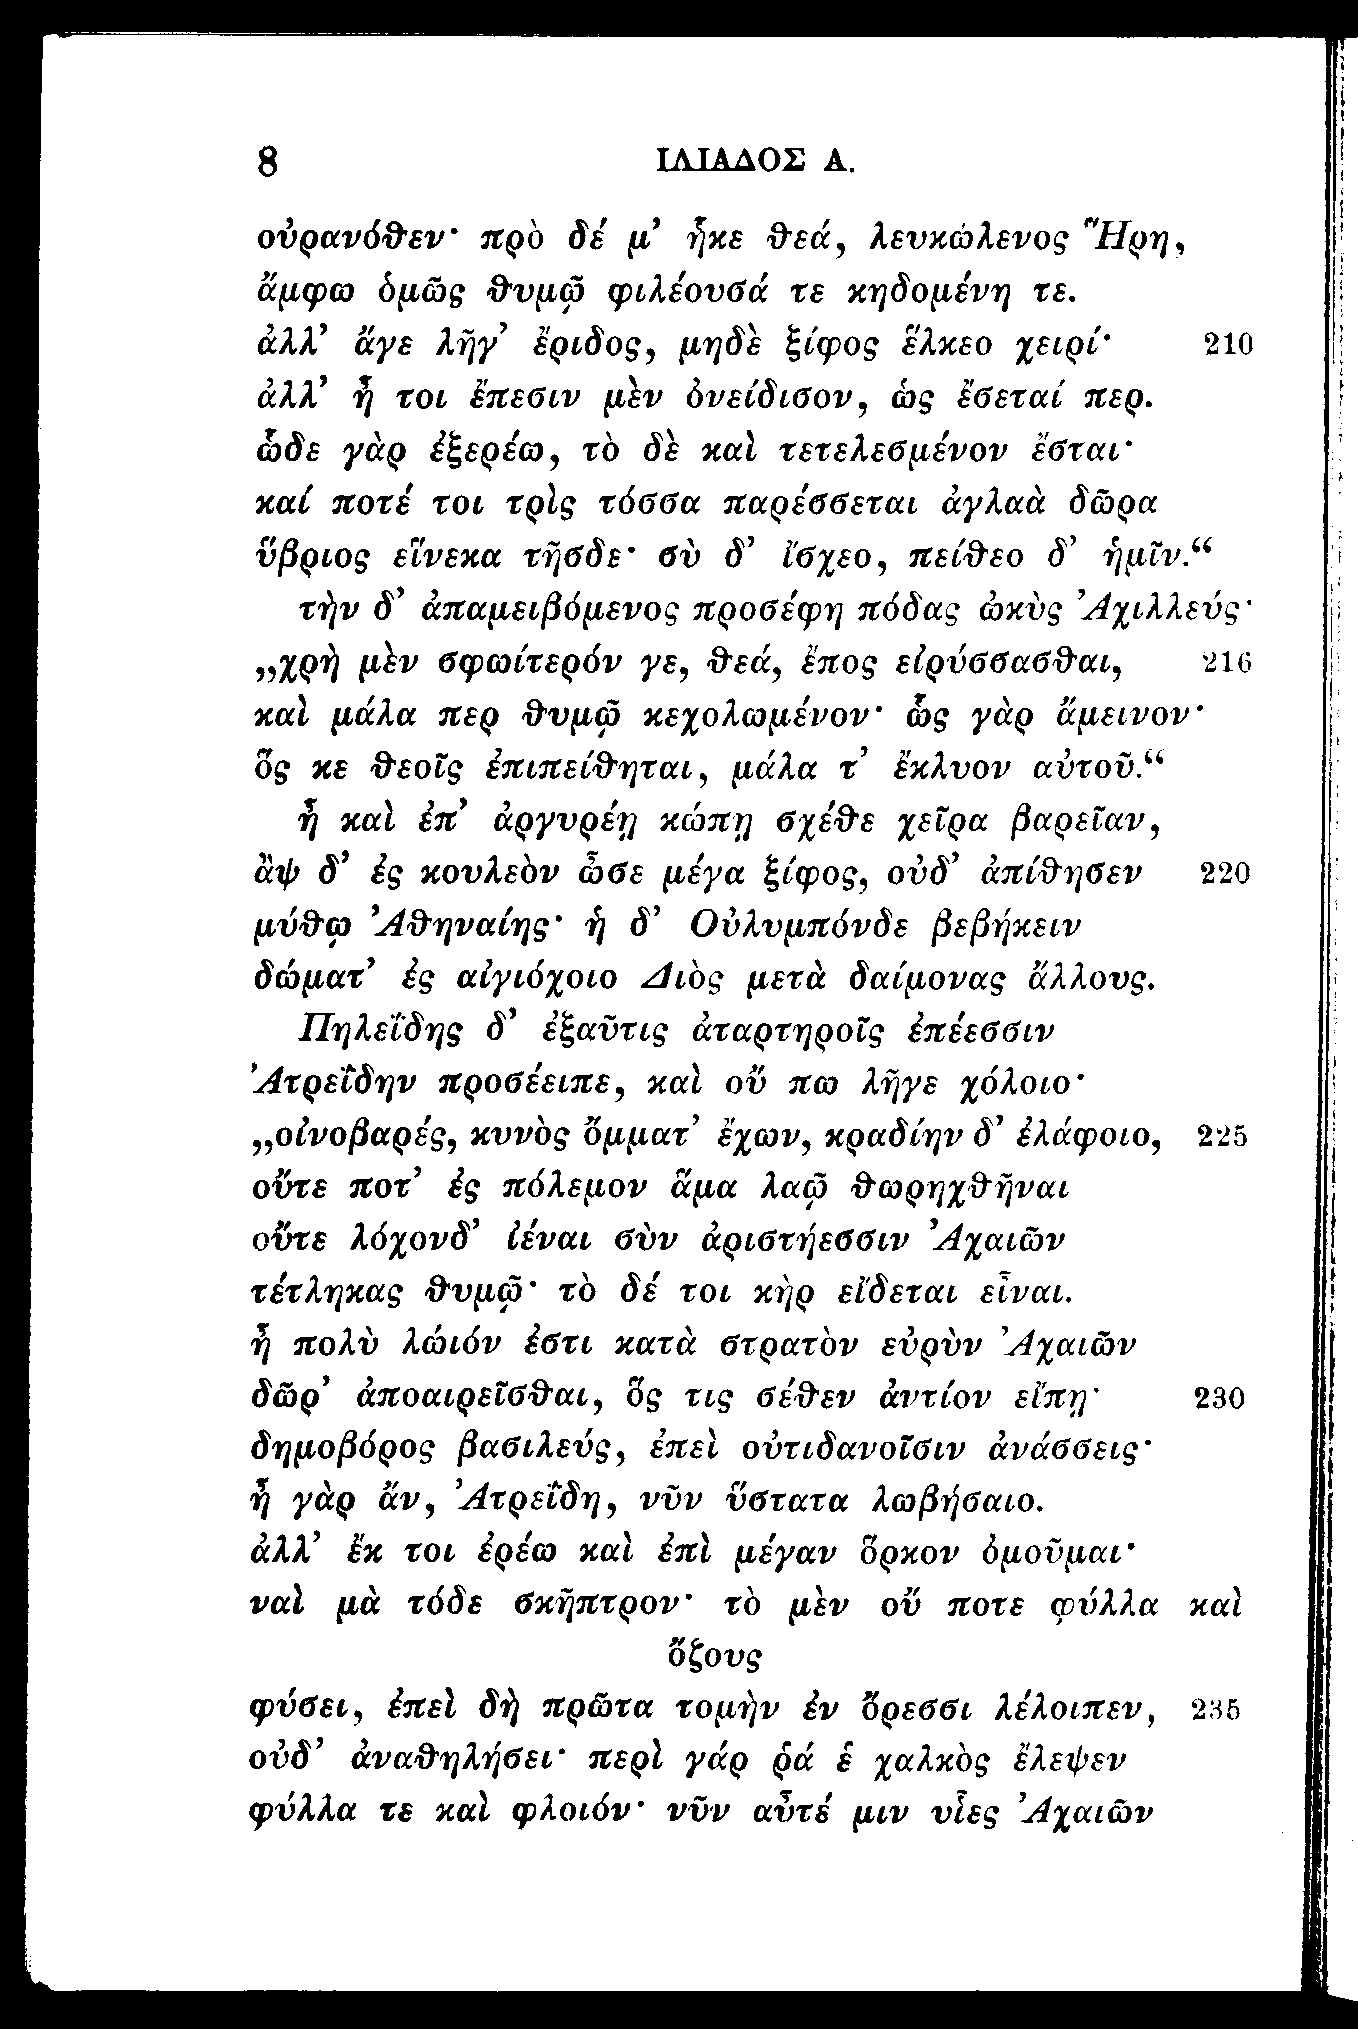 8 ΙΛΙΑΔΟΣ Α.
οὐρανόθεν· πρὸ δέ μ’ ἧκε θεά, λευκώλενος Ἥρη,
ἄμφω ὁμῶς θυμῷ φιλέουσά τε κηδομένη τε.
ἀλλ’ ἄγε λῆγ’ ἔριδος, μηδὲ ξίφος ἕλκεο χειρί· 210
ἀλλ’ ἦ τοι ἔπεσιν μὲν ὀνείδισον, ὡς ἔσεταί περ.
ὧδε γὰρ ἐξερέω, τὸ δὲ καὶ τετελεσμένον ἔσται·
καί ποτέ τοι τρὶς τόσσα παρέσσεται ἀγλαὰ δῶρα
ὕβριος εἵνεκα τῆσδε· σὺ δ’ ἴσχεο, πείθεο δ’ ἡμῖν.“
τὴν δ’ ἀπαμειβόμενος προσέφη πόδας ὠκὺς Ἀχιλλεύς·
„χρὴ μὲν σφωίτερόν γε, θεά, ἔπος εἰρύσσασθαι, 216
καὶ μάλα περ θυμῷ κεχολωμένον· ὧς γὰρ ἄμεινον·
ὅς κε θεοῖς ἐπιπείθηται, μάλα τ’ ἔκλυον αὐτοῦ.“
ἦ καὶ ἐπ’ ἀργυρέῃ κώπῃ σχέθε χεῖρα βαρεῖαν,
ἂψ δ’ ἐς κουλεὸν ὦσε μέγα ξίφος, οὐδ’ ἀπίθησεν 220
μύθῳ Ἀθηναίης· ἡ δ’ Οὐλυμπόνδε βεβήκειν
δώματ’ ἐς αἰγιόχοιο Διὸς μετὰ δαίμονας ἄλλους.
Πηλεΐδης δ’ ἐξαῦτις ἀταρτηροῖς ἐπέεσσιν
Ἀτρεΐδην προσέειπε, καὶ οὔ πω λῆγε χόλοιο·
„οἰνοβαρές, κυνὸς ὄμματ’ ἔχων, κραδίην δ’ ἐλάφοιο, 225
οὔτε ποτ’ ἐς πόλεμον ἅμα λαῷ θωρηχθῆναι
οὔτε λόχονδ’ ἰέναι σὺν ἀριστήεσσιν Ἀχαιῶν
τέτληκας θυμῷ· τὸ δέ τοι κὴρ εἴδεται εἶναι.
ἦ πολὺ λώιόν ἐστι κατὰ στρατὸν εὐρὺν Ἀχαιῶν
δῶρ’ ἀποαιρεῖσθαι, ὅς τις σέθεν ἀντίον εἴπῃ· 230
δημοβόρος βασιλεύς, ἐπεὶ οὐτιδανοῖσιν ἀνάσσεις·
ἦ γὰρ ἄν, Ἀτρεΐδη, νῦν ὕστατα λωβήσαιο.
ἀλλ’ ἔκ τοι ἐρέω καὶ ἐπὶ μέγαν ὅρκον ὀμοῦμαι·
ναὶ μὰ τόδε σκῆπτρον· τὸ μὲν οὔ ποτε φύλλα καὶ
ὄζους
φύσει, ἐπεὶ δὴ πρῶτα τομὴν ἐν ὄρεσσι λέλοιπεν, 235
οὐδ’ ἀναθηλήσει· περὶ γάρ ῥά ἑ χαλκὸς ἔλεψεν
φύλλα τε καὶ φλοιόν· νῦν αὖτέ μιν υἷες Ἀχαιῶν